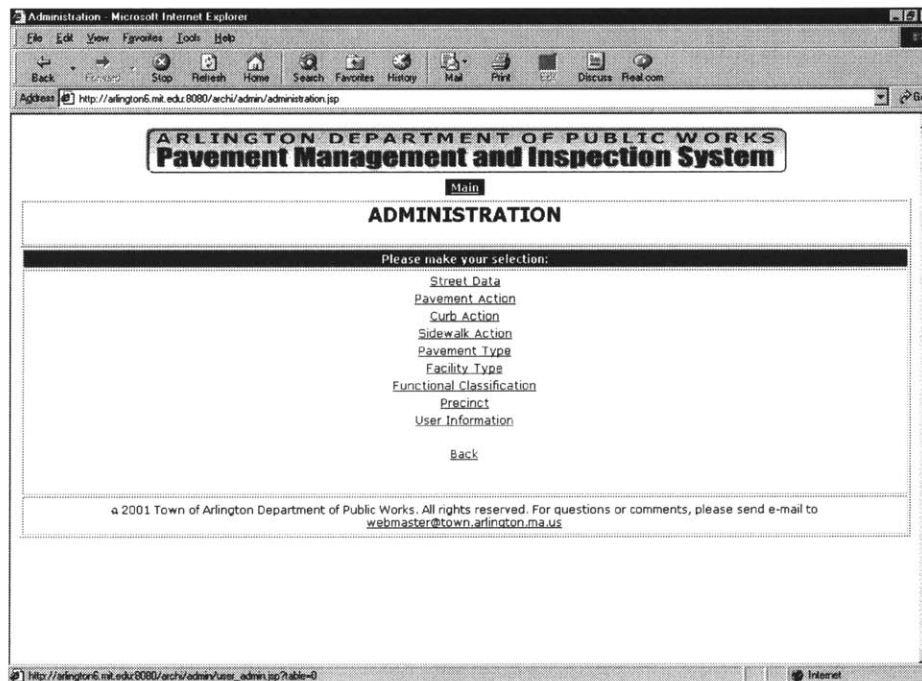 Administration - Microsoft Internet Explorer
File Edit View Favorites Tools Help
Back Forward Stop Refresh Home Search Favorites History Mail Print Edit Discuss Real.com
Address http://arlington6.mit.edu:8080/archi/admin/administration.jsp
ARLINGTON DEPARTMENT OF PUBLIC WORKS
Pavement Management and Inspection System
Main
ADMINISTRATION
Please make your selection:
Street Data
Pavement Action
Curb Action
Sidewalk Action
Pavement Type
Facility Type
Functional Classification
Precinct
User Information
Back
2001 Town of Arlington Department of Public Works. All rights reserved. For questions or comments, please send e-mail to
webmaster@town.arlington.ma.us
http://arlington6.mit.edu:8080/archi/admin/user_admin.jsp?table=0 Internet